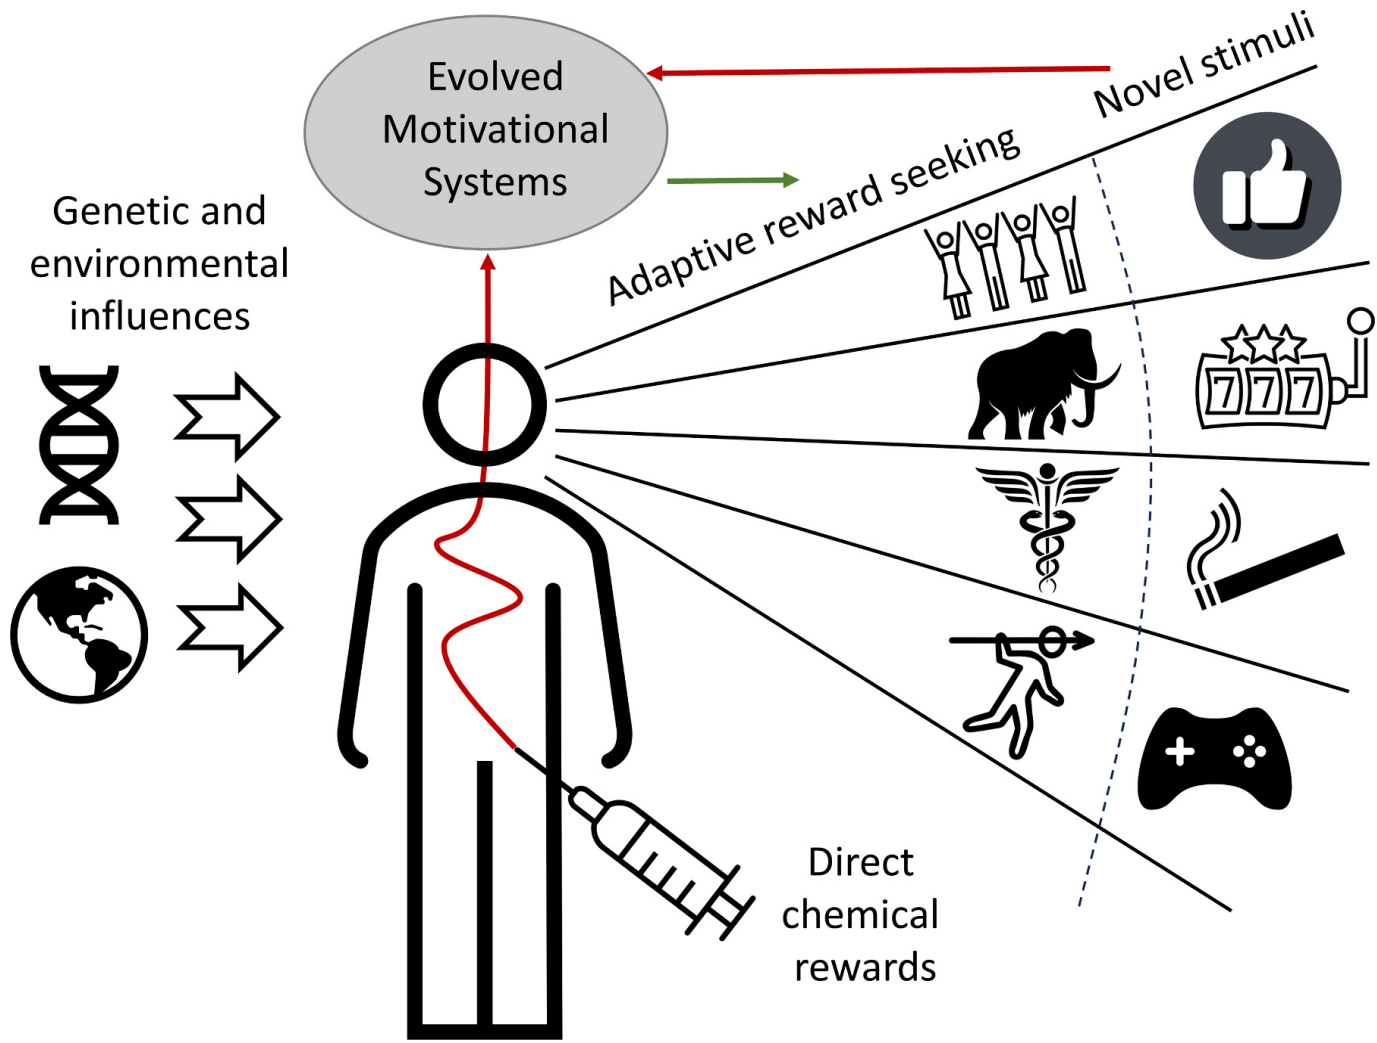 Evolved
Motivational
Systems
Novel stimuli
Adaptive reward seeking
Genetic and
environmental
influences
777
Direct
chemical
rewards